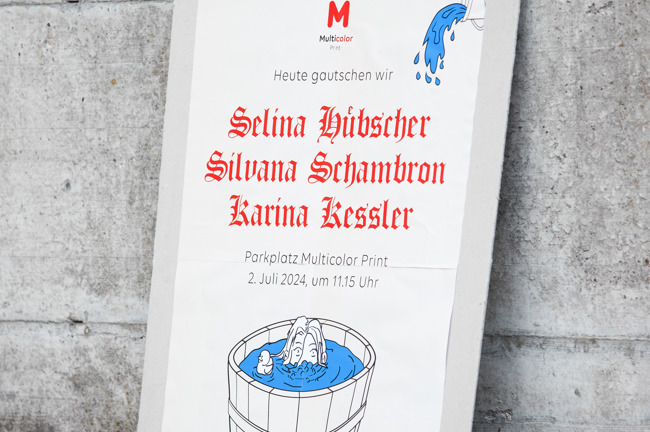 M
Multicolor
Print
Heute gautschen wir
Selina Hübscher
Silvana Schambron
Karina Kessler
Parkplatz Multicolor Print
2. Juli 2024, um 11.15 Uhr